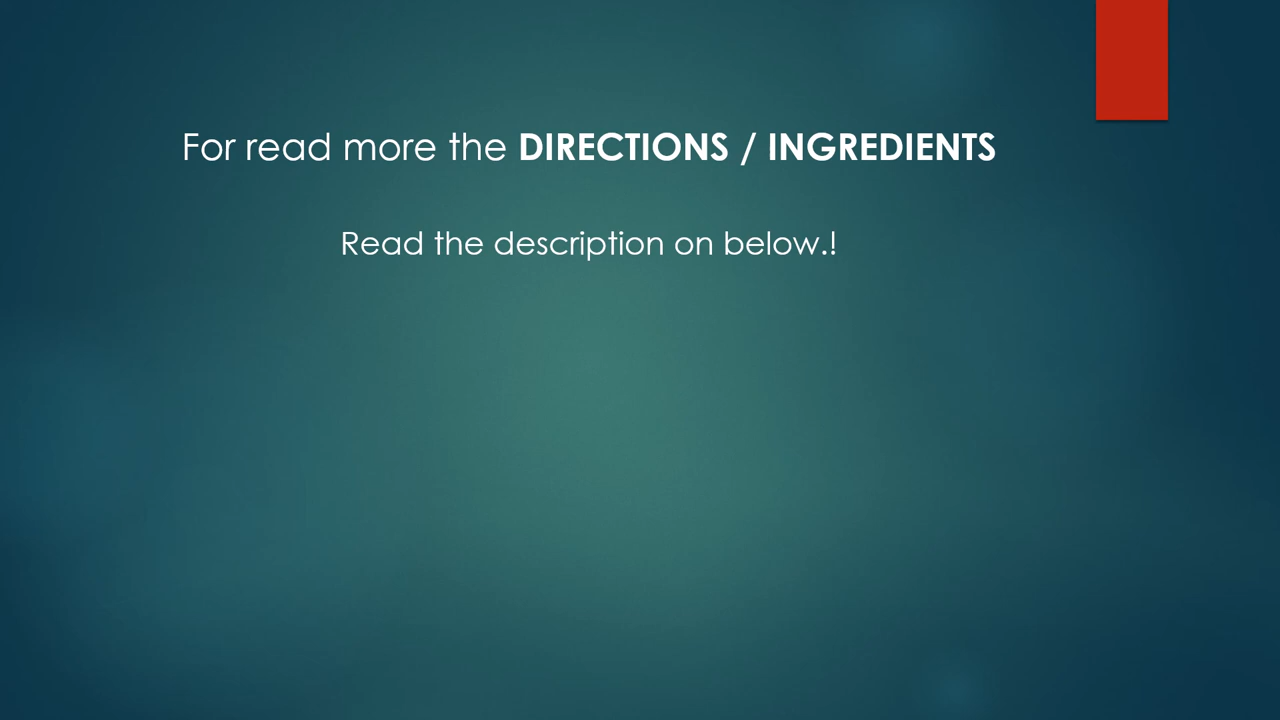 For read more the DIRECTIONS / INGREDIENTS
Read the description on below.!